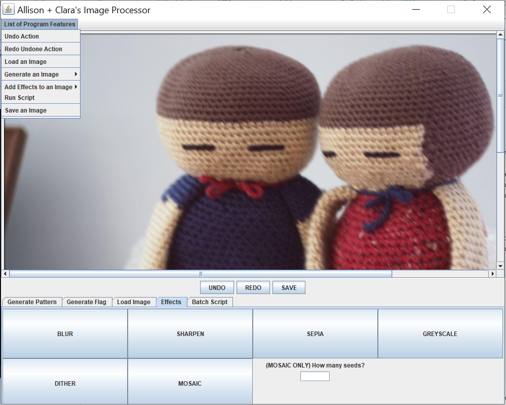 Allison + Clara's Image Processor
List of Program Features
Undo Action
Redo Undone Action
Load an Image
Generate an Image
Add Effects to an Image
Run Script
Save an Image
UNDO REDO SAVE
Generate Pattern Generate Flag Load Image Effects Batch Script
BLUR SHARPEN SEPIA GREYSCALE
(MOSAIC ONLY) How many seeds?
DITHER MOSAIC